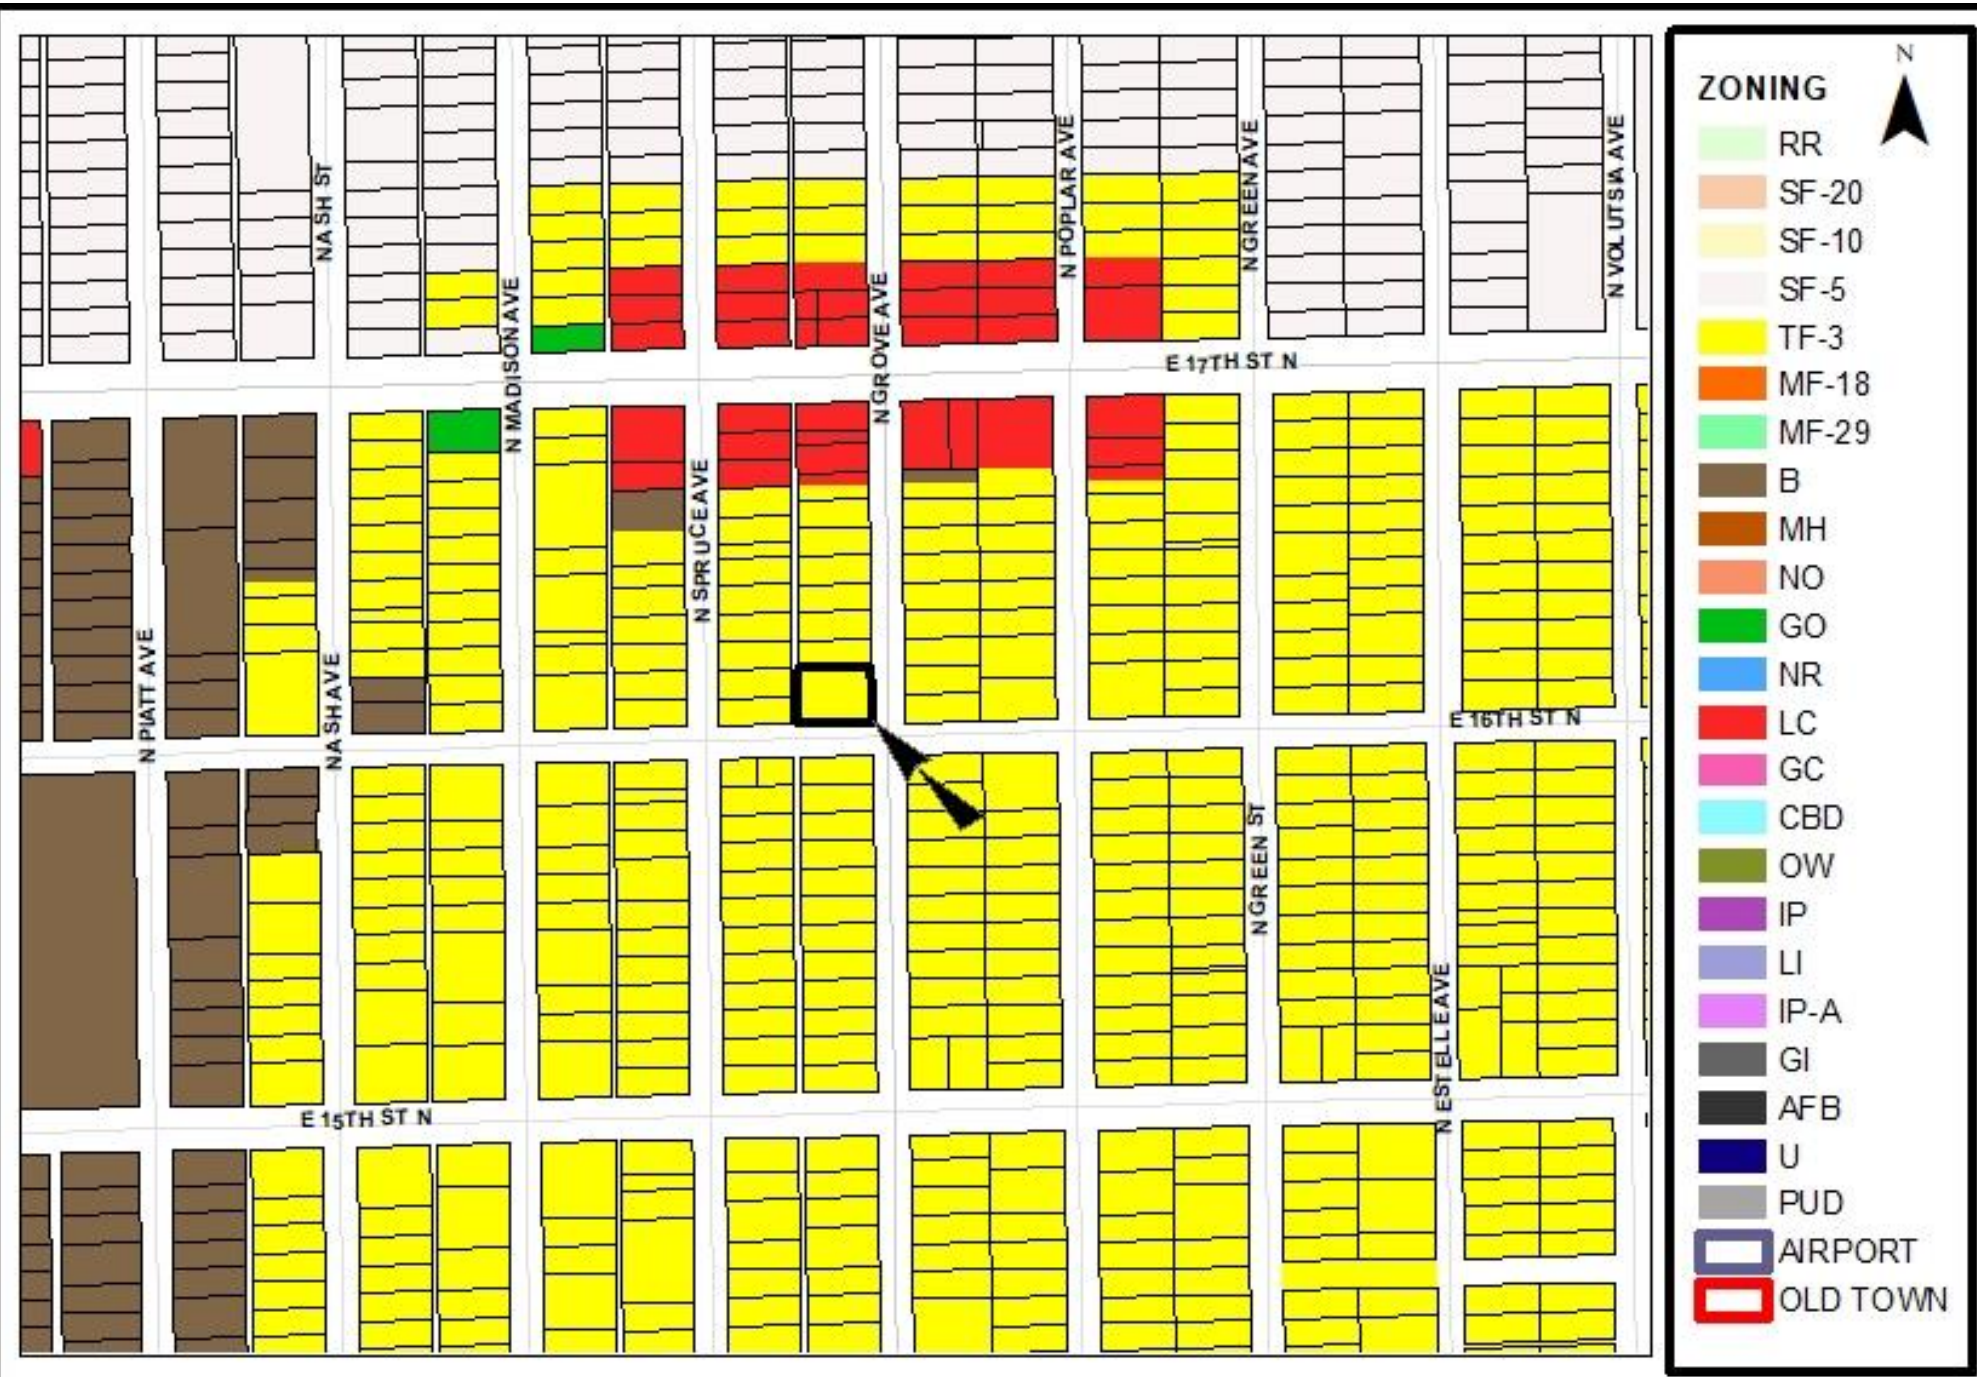 N
ZONING
RR
SF-20
SF-10
SF-5
TF-3
MF-18
MF-29
B
MH
NO
GO
NR
LC
GC
CBD
OW
IP
LI
IP-A
GI
AFB
U
PUD
AIRPORT
OLD TOWN
NASH ST
N MADISON AVE
N GROVE AVE
N POPLAR AVE
N GREEN AVE
N VOLUTSIA AVE
E 17TH ST N
N SPRUCE AVE
N PIATT AVE
N ASH AVE
E 16TH ST N
N GREEN ST
N ESTELLE AVE
E 15TH ST N